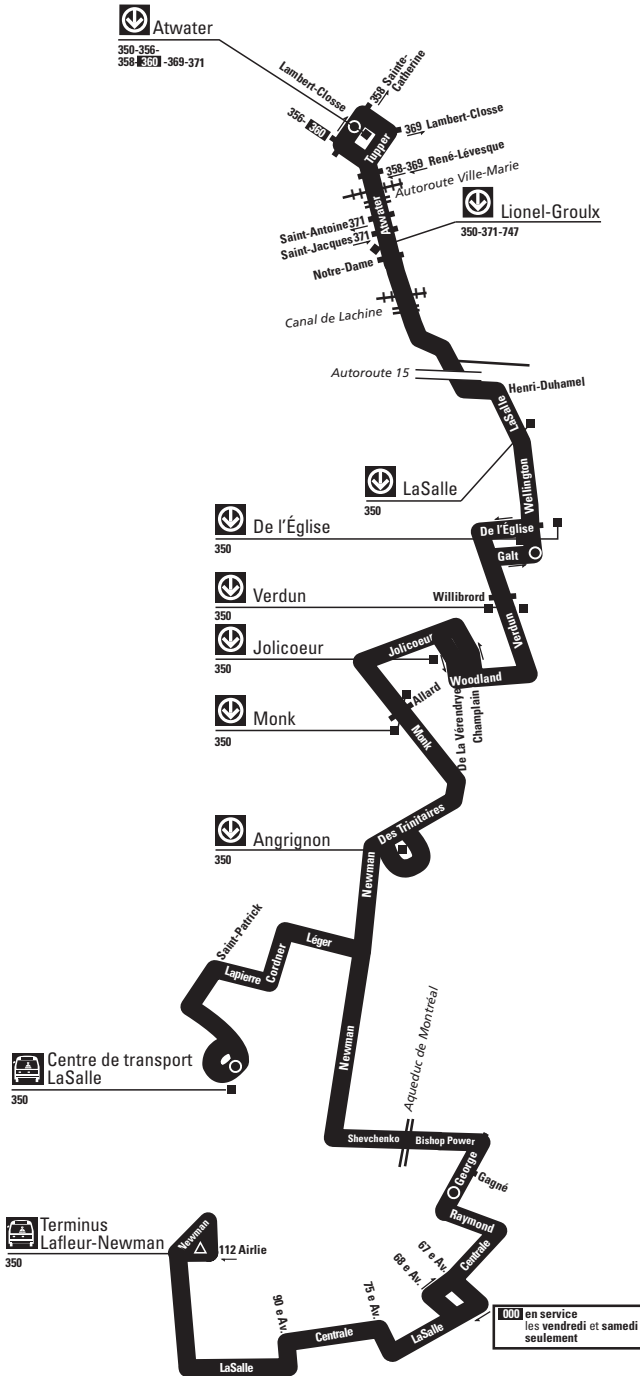 Atwater
350-356-
358-360-369-371
Lambert-Closse
358 Sainte-
Catherine
356-360
369 Lambert-Closse
Tupper
358-369 René-Lévesque
Autoroute Ville-Marie
Atwater
Lionel-Groulx
350-371-747
Saint-Antoine 371
Saint-Jacques 371
Notre-Dame
Canal de Lachine
Autoroute 15
Henri-Duhamel
LaSalle
LaSalle
350
Wellington
De l'Église
350
De l'Église
Galt
Verdun
350
Willibrord
Verdun
Jolicoeur
350
Jolicoeur
Woodland
De La Vérendrye
Champlain
Allard
Monk
350
Monk
Des Trinitaires
Angrignon
350
Newman
Saint-Patrick
Léger
Cordner
Lapierre
Newman
Aqueduc de Montréal
Centre de transport
LaSalle
350
Shevchenko
Bishop Power
George
Gagné
Raymond
Centrale
67 e Av.
68 e Av.
Terminus
Lafleur-Newman
350
Newman
112 Airlie
75 e Av.
90 e Av.
Centrale
LaSalle
LaSalle
000 en service
les vendredi et samedi
seulement